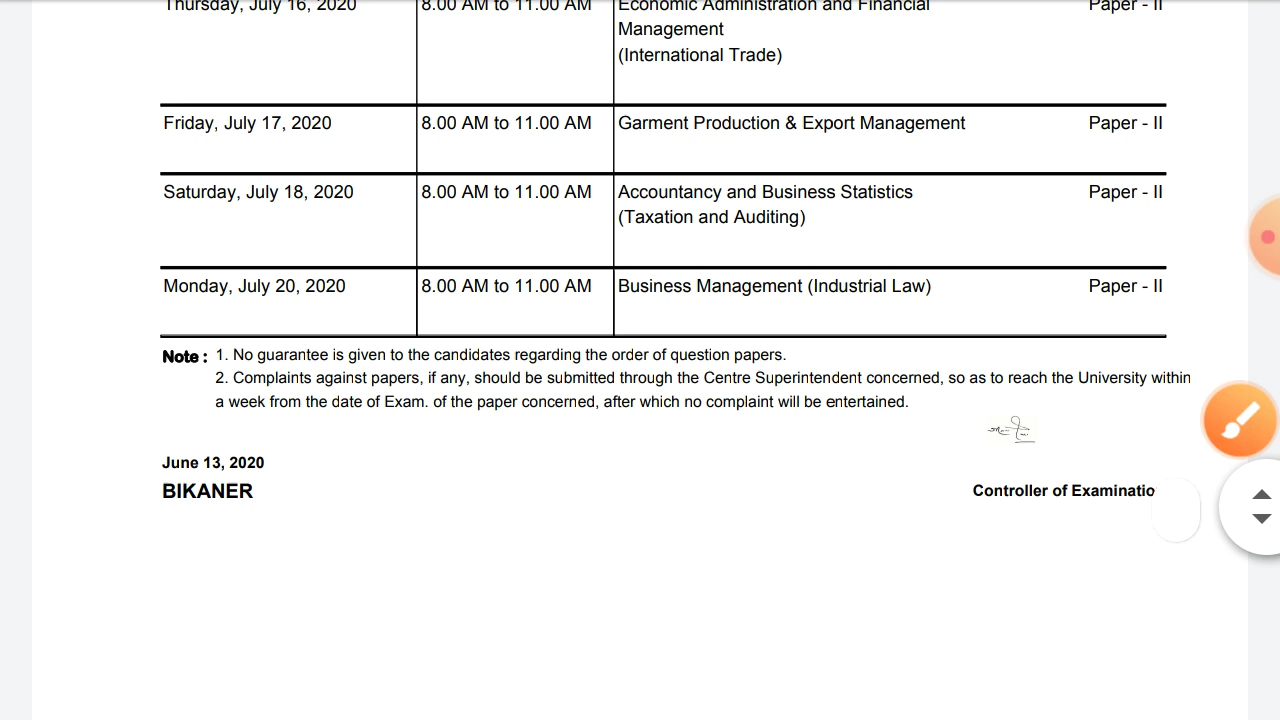 Thursday, July 16, 2020 8.00 AM to 11.00 AM Economic Administration and Financial Paper - II
Management
(International Trade)
Friday, July 17, 2020 8.00 AM to 11.00 AM Garment Production & Export Management Paper - II
Saturday, July 18, 2020 8.00 AM to 11.00 AM Accountancy and Business Statistics Paper - II
(Taxation and Auditing)
Monday, July 20, 2020 8.00 AM to 11.00 AM Business Management (Industrial Law) Paper - II
Note : 1. No guarantee is given to the candidates regarding the order of question papers.
2. Complaints against papers, if any, should be submitted through the Centre Superintendent concerned, so as to reach the University within
a week from the date of Exam. of the paper concerned, after which no complaint will be entertained.
June 13, 2020
BIKANER Controller of Examinatio